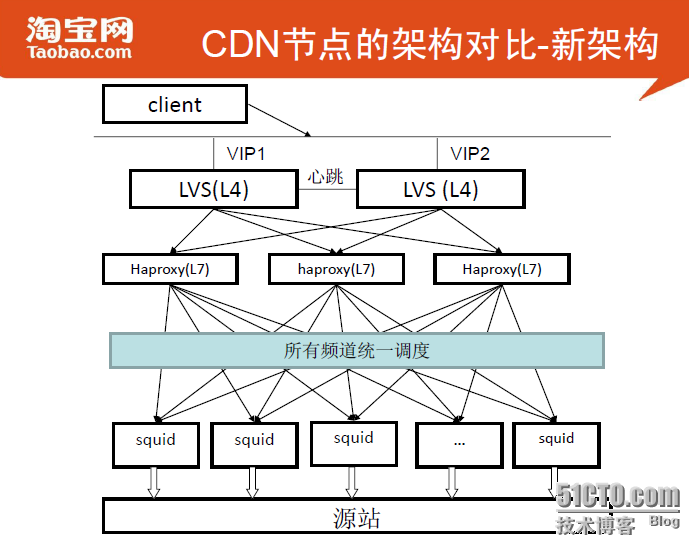 淘宝网
Taobao.com
CDN节点的架构对比-新架构
client
VIP1
VIP2
LVS(L4)
心跳
LVS (L4)
Haproxy(L7)
haproxy(L7)
Haproxy(L7)
所有频道统一调度
squid
squid
squid
...
squid
源站
51CTO.com
技术博客
Blog